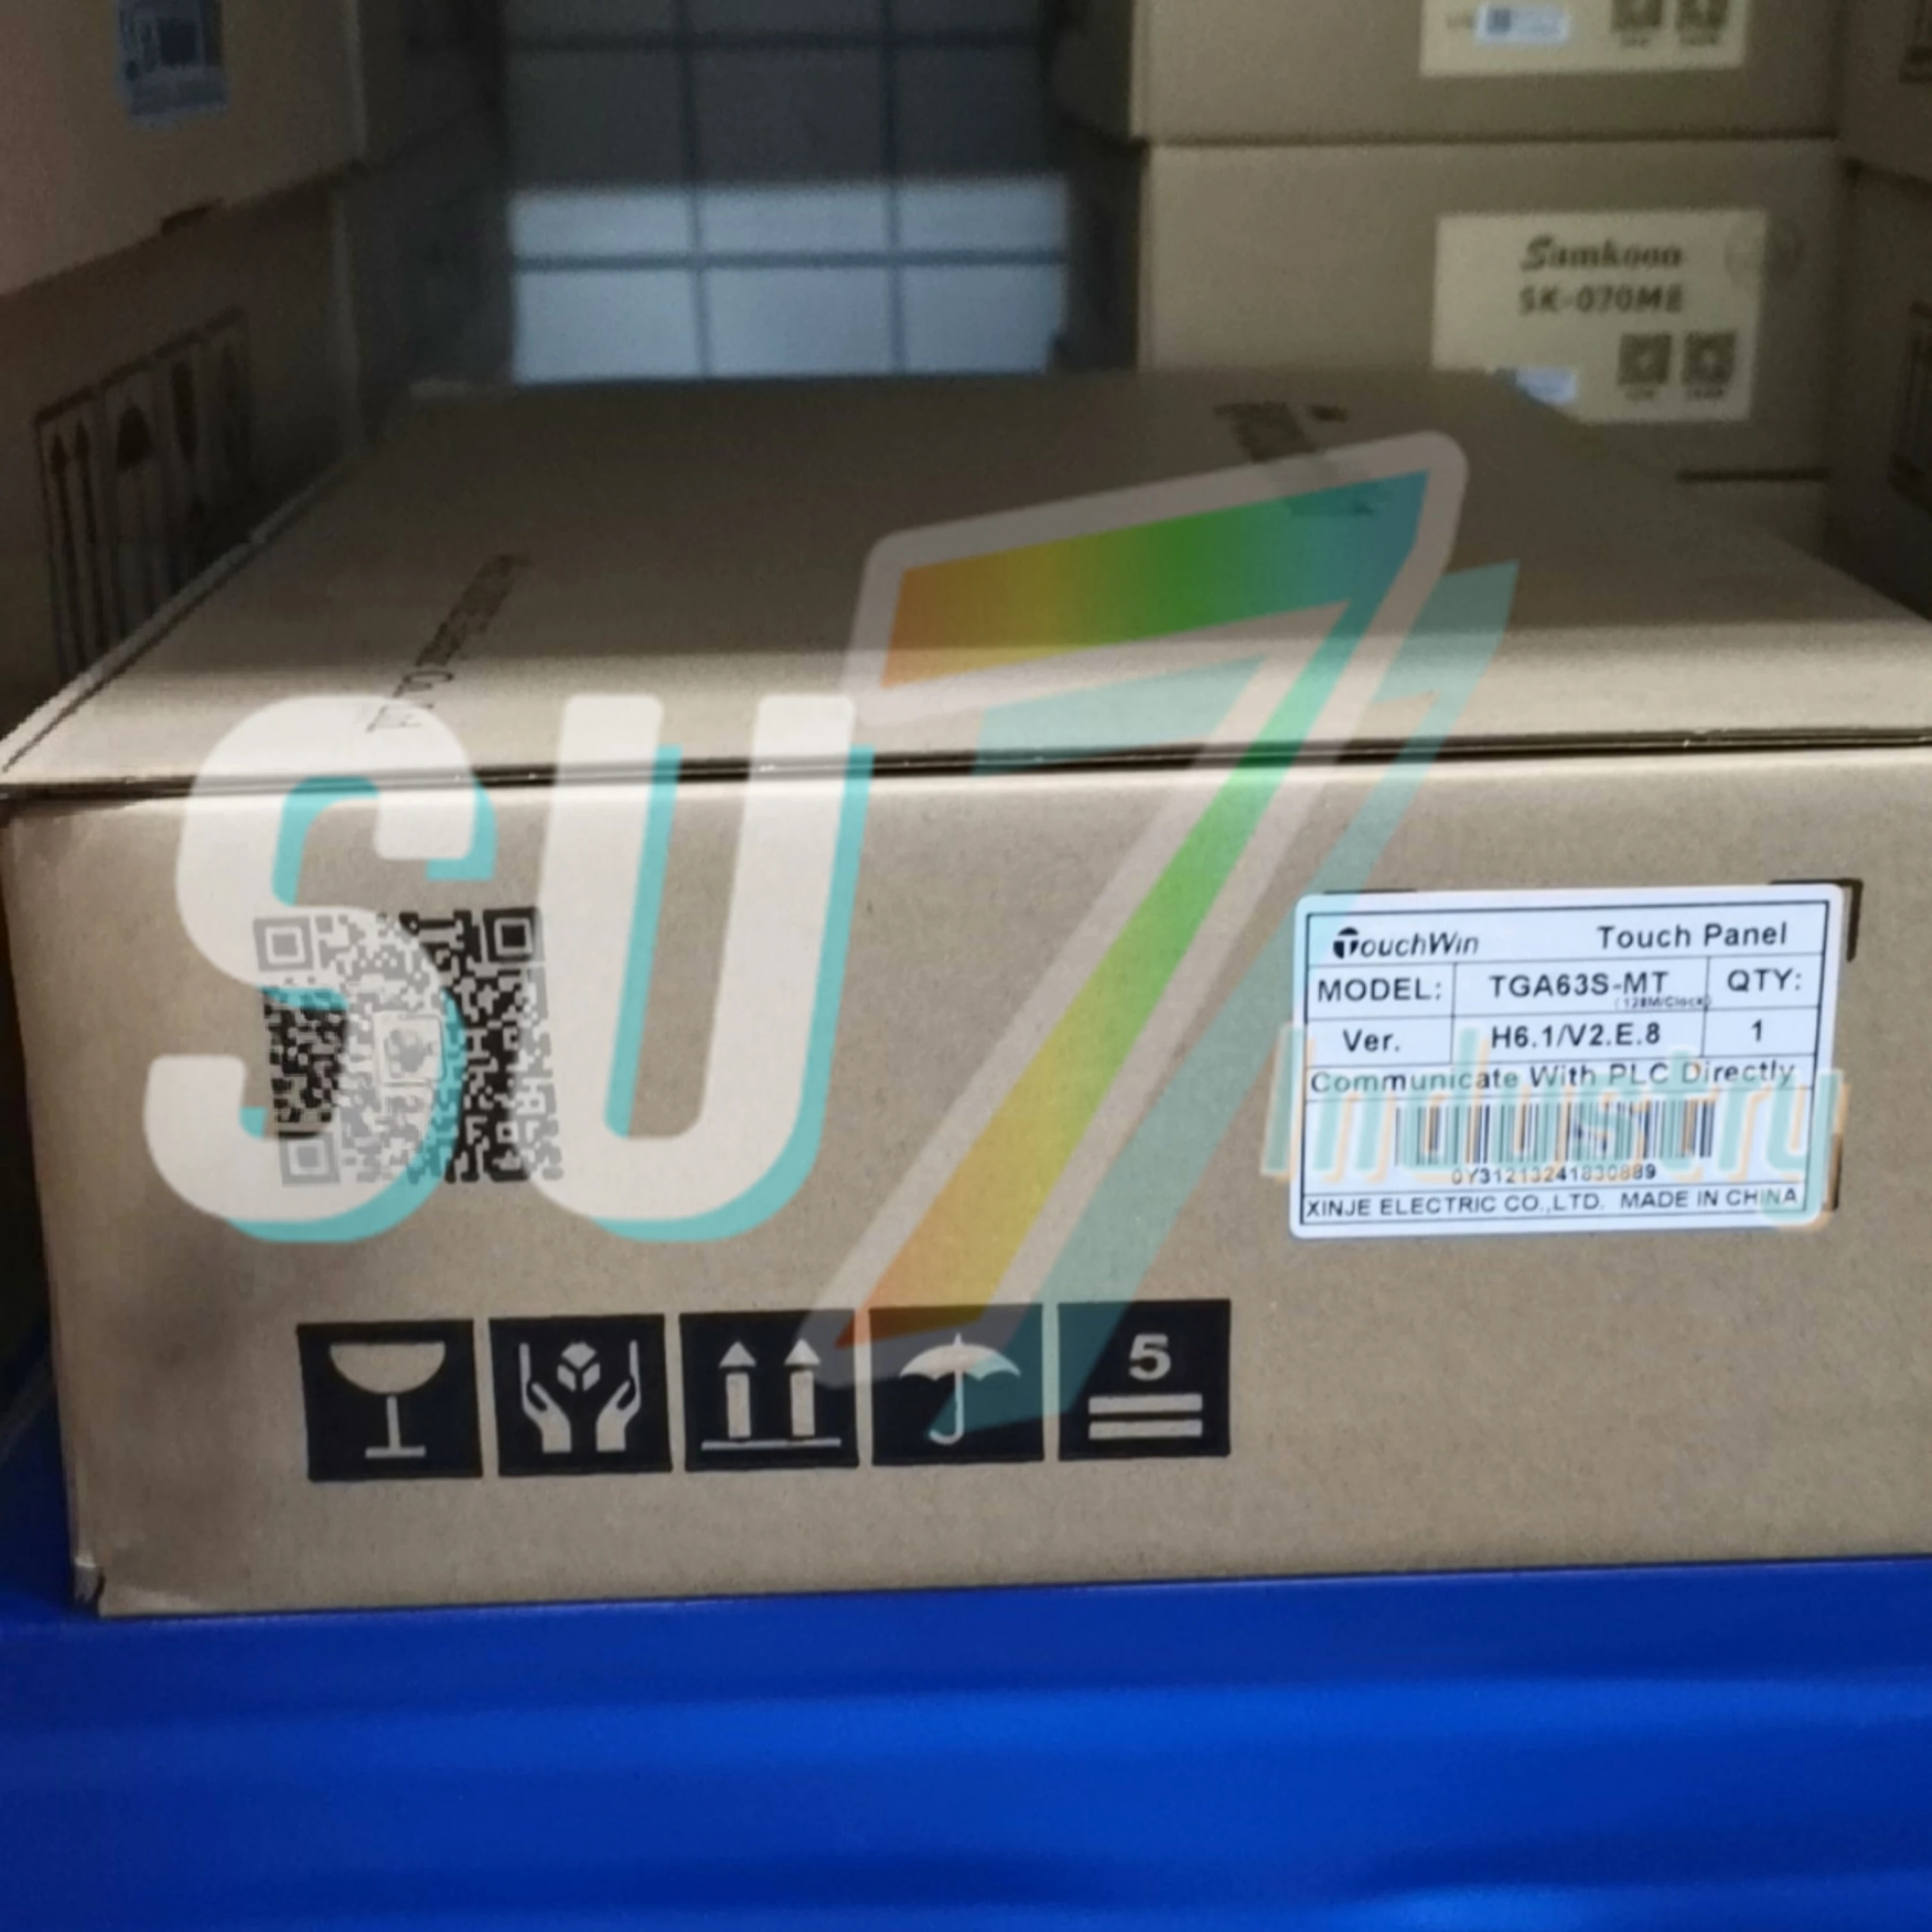 Samkoon
SK-070ME
SU7
Industry
TouchWin Touch Panel
MODEL: TGA63S-MT QTY:
(128M/Clock)
Ver. H6.1/V2.E.8 1
Communicate With PLC Directly
0Y31213241830889
XINJE ELECTRIC CO.,LTD. MADE IN CHINA
5